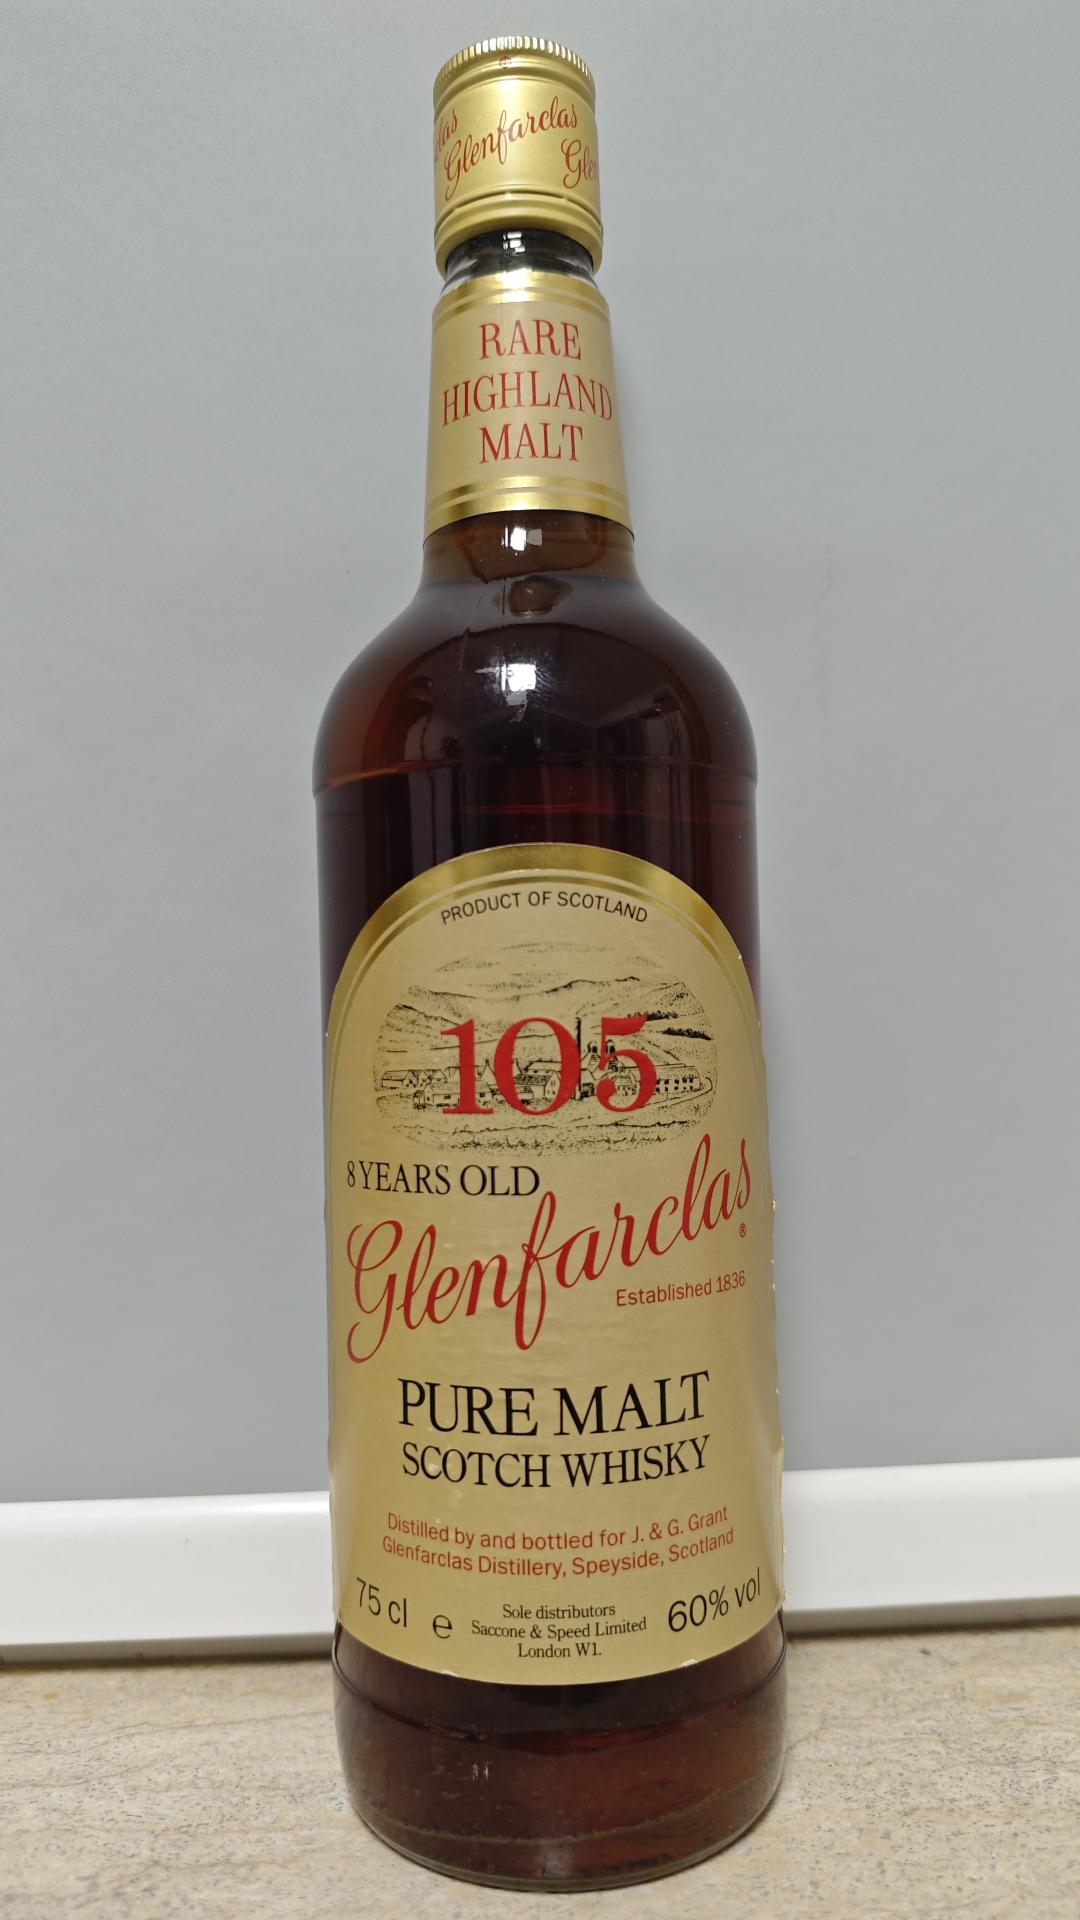 Glenfarclas
RARE
HIGHLAND
MALT
PRODUCT OF SCOTLAND
105
8 YEARS OLD
Glenfarclas®
Established 1836
PURE MALT
SCOTCH WHISKY
Distilled by and bottled for J. & G. Grant
Glenfarclas Distillery, Speyside, Scotland
75 cl ℮
Sole distributors
Saccone & Speed Limited
London W1.
60% vol